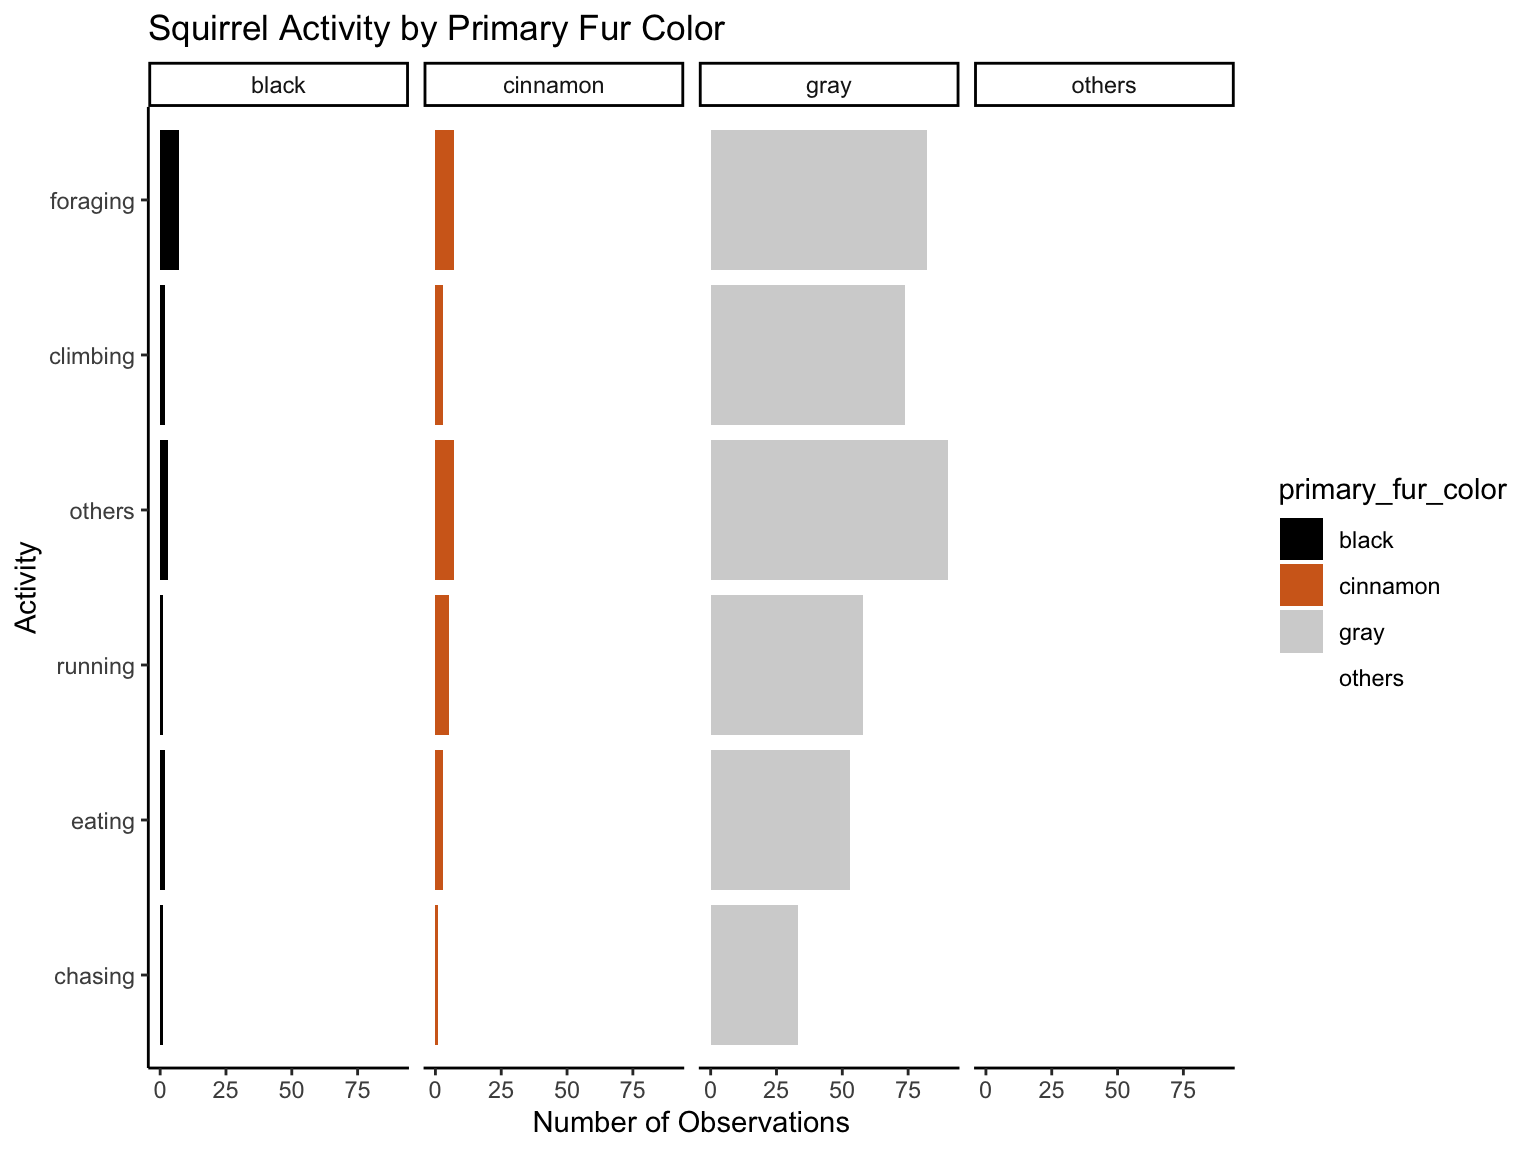 Squirrel Activity by Primary Fur Color
black cinnamon gray others
foraging
climbing
others
running
eating
chasing
Activity
0 25 50 75 0 25 50 75 0 25 50 75 0 25 50 75
Number of Observations
primary_fur_color
black
cinnamon
gray
others